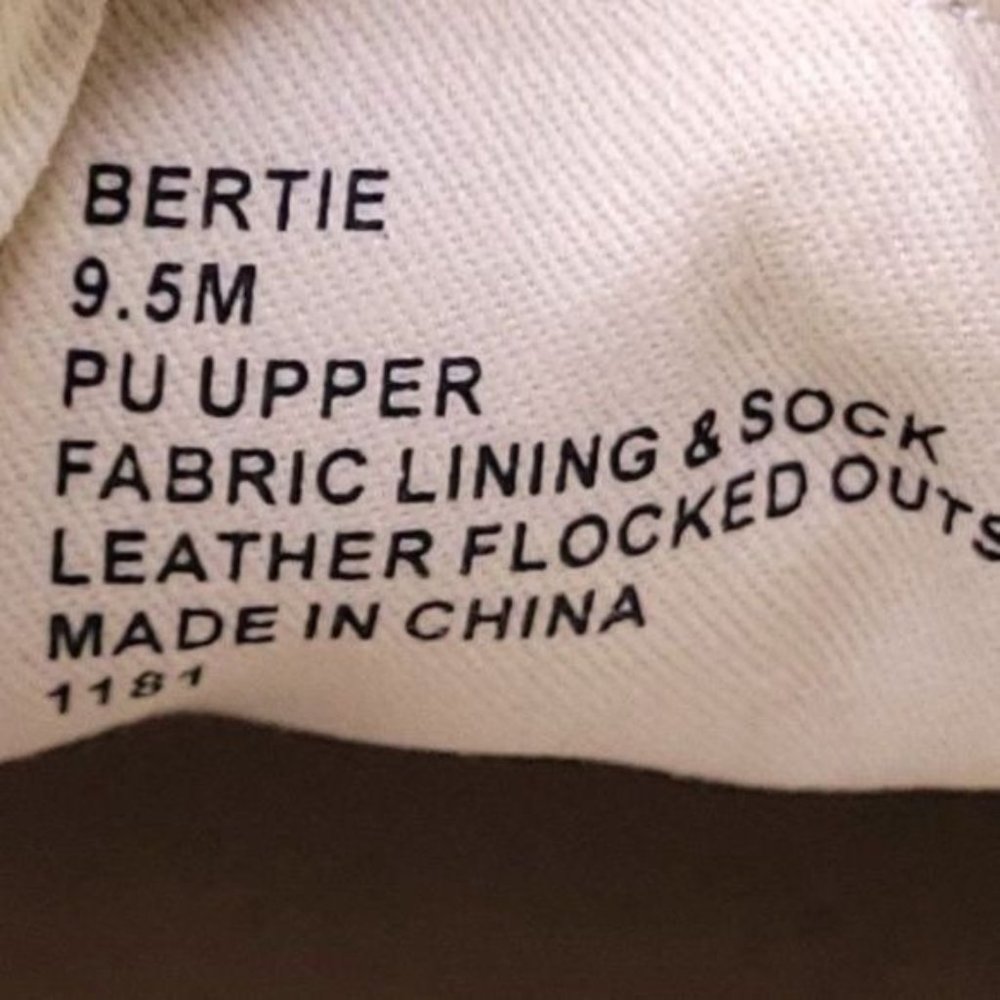 BERTIE
9.5M
PU UPPER
FABRIC LINING & SOCK
LEATHER FLOCKED OUTS
MADE IN CHINA
1181